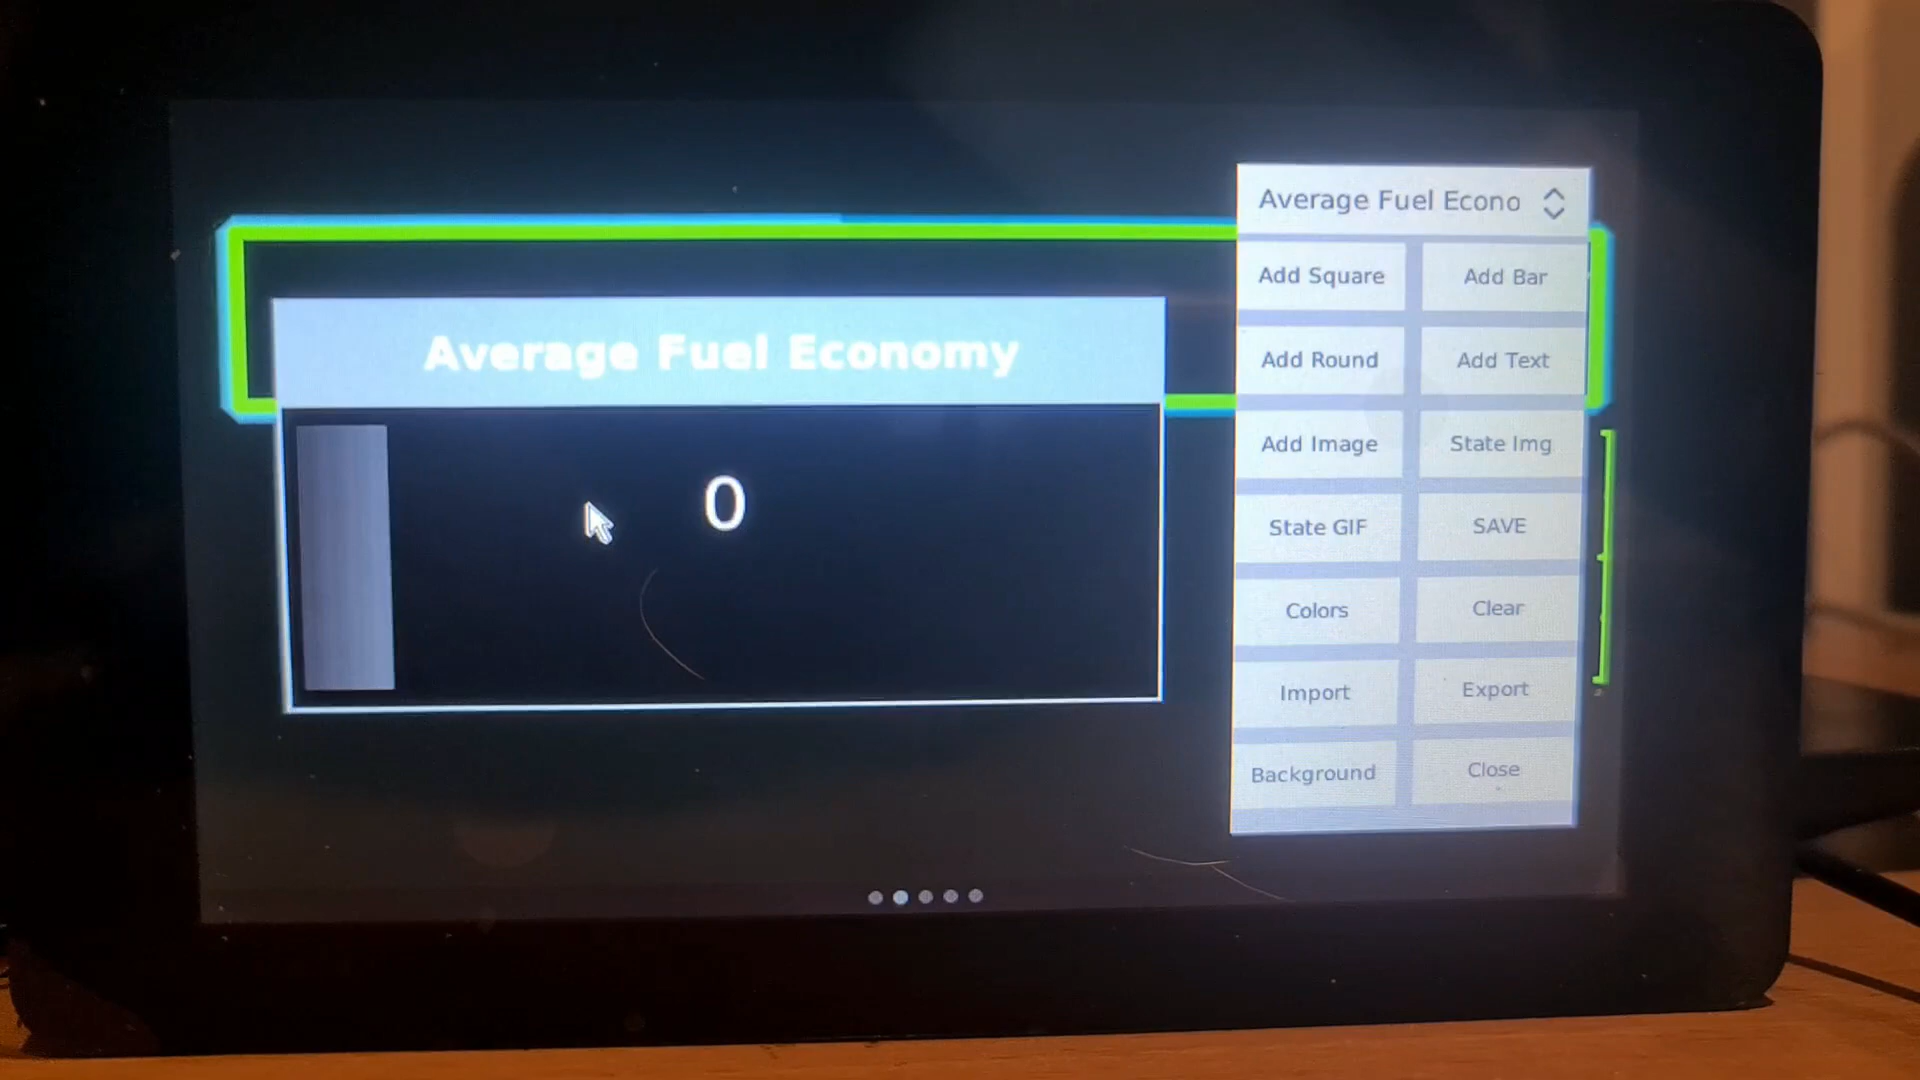 Average Fuel Econo
Add Square
Add Bar
Average Fuel Economy
Add Round
Add Text
Add Image
State Img
0
State GIF
SAVE
Colors
Clear
Import
Export
Background
Close